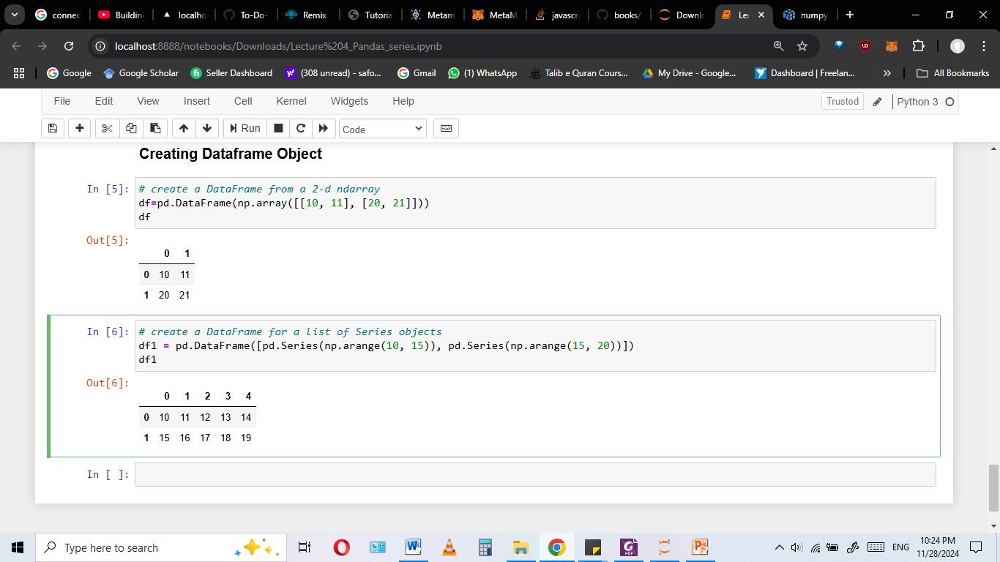 connec
Building
localho
To-Do-
Remix
Tutoria
Metam
MetaM
javascri
books/
Downl
Lec
numpy.
localhost:8888/notebooks/Downloads/Lecture%204_Pandas_series.ipynb
Google
Google Scholar
Seller Dashboard
(308 unread) - safo...
Gmail
(1) WhatsApp
Talib e Quran Cours...
My Drive - Google...
Dashboard | Freelan...
»
All Bookmarks
File Edit View Insert Cell Kernel Widgets Help
Trusted
Python 3
Run
Code
Creating Dataframe Object
In [5]:
# create a DataFrame from a 2-d ndarray
df=pd.DataFrame(np.array([[10, 11], [20, 21]]))
df
Out[5]:
0 1
0 10 11
1 20 21
In [6]:
# create a DataFrame for a list of Series objects
df1 = pd.DataFrame([pd.Series(np.arange(10, 15)), pd.Series(np.arange(15, 20))])
df1
Out[6]:
0 1 2 3 4
0 10 11 12 13 14
1 15 16 17 18 19
In [ ]:
Type here to search
ENG
10:24 PM
11/28/2024